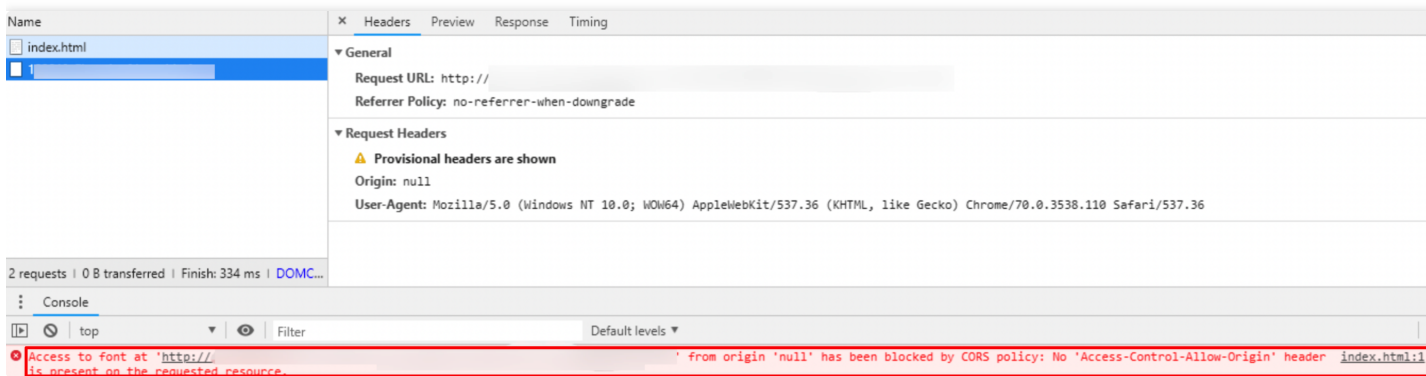 Name
× Headers Preview Response Timing
index.html
1
▼ General
Request URL: http://
Referrer Policy: no-referrer-when-downgrade
▼ Request Headers
Provisional headers are shown
Origin: null
User-Agent: Mozilla/5.0 (Windows NT 10.0; WOW64) AppleWebKit/537.36 (KHTML, like Gecko) Chrome/70.0.3538.110 Safari/537.36
2 requests | 0 B transferred | Finish: 334 ms | DOMC...
Console
top ▼ Filter Default levels ▼
Access to font at 'http:// ' from origin 'null' has been blocked by CORS policy: No 'Access-Control-Allow-Origin' header index.html:1
is present on the requested resource.